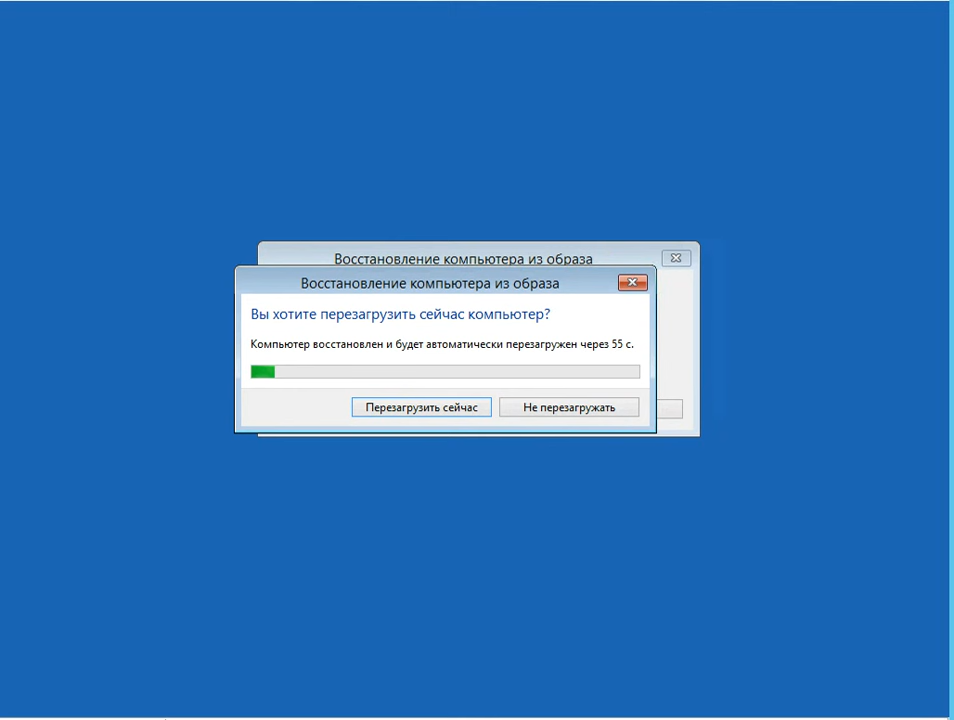 Восстановление компьютера из образа
Восстановление компьютера из образа
Вы хотите перезагрузить сейчас компьютер?
Компьютер восстановлен и будет автоматически перезагружен через 55 с.
Перезагрузить сейчас
Не перезагружать